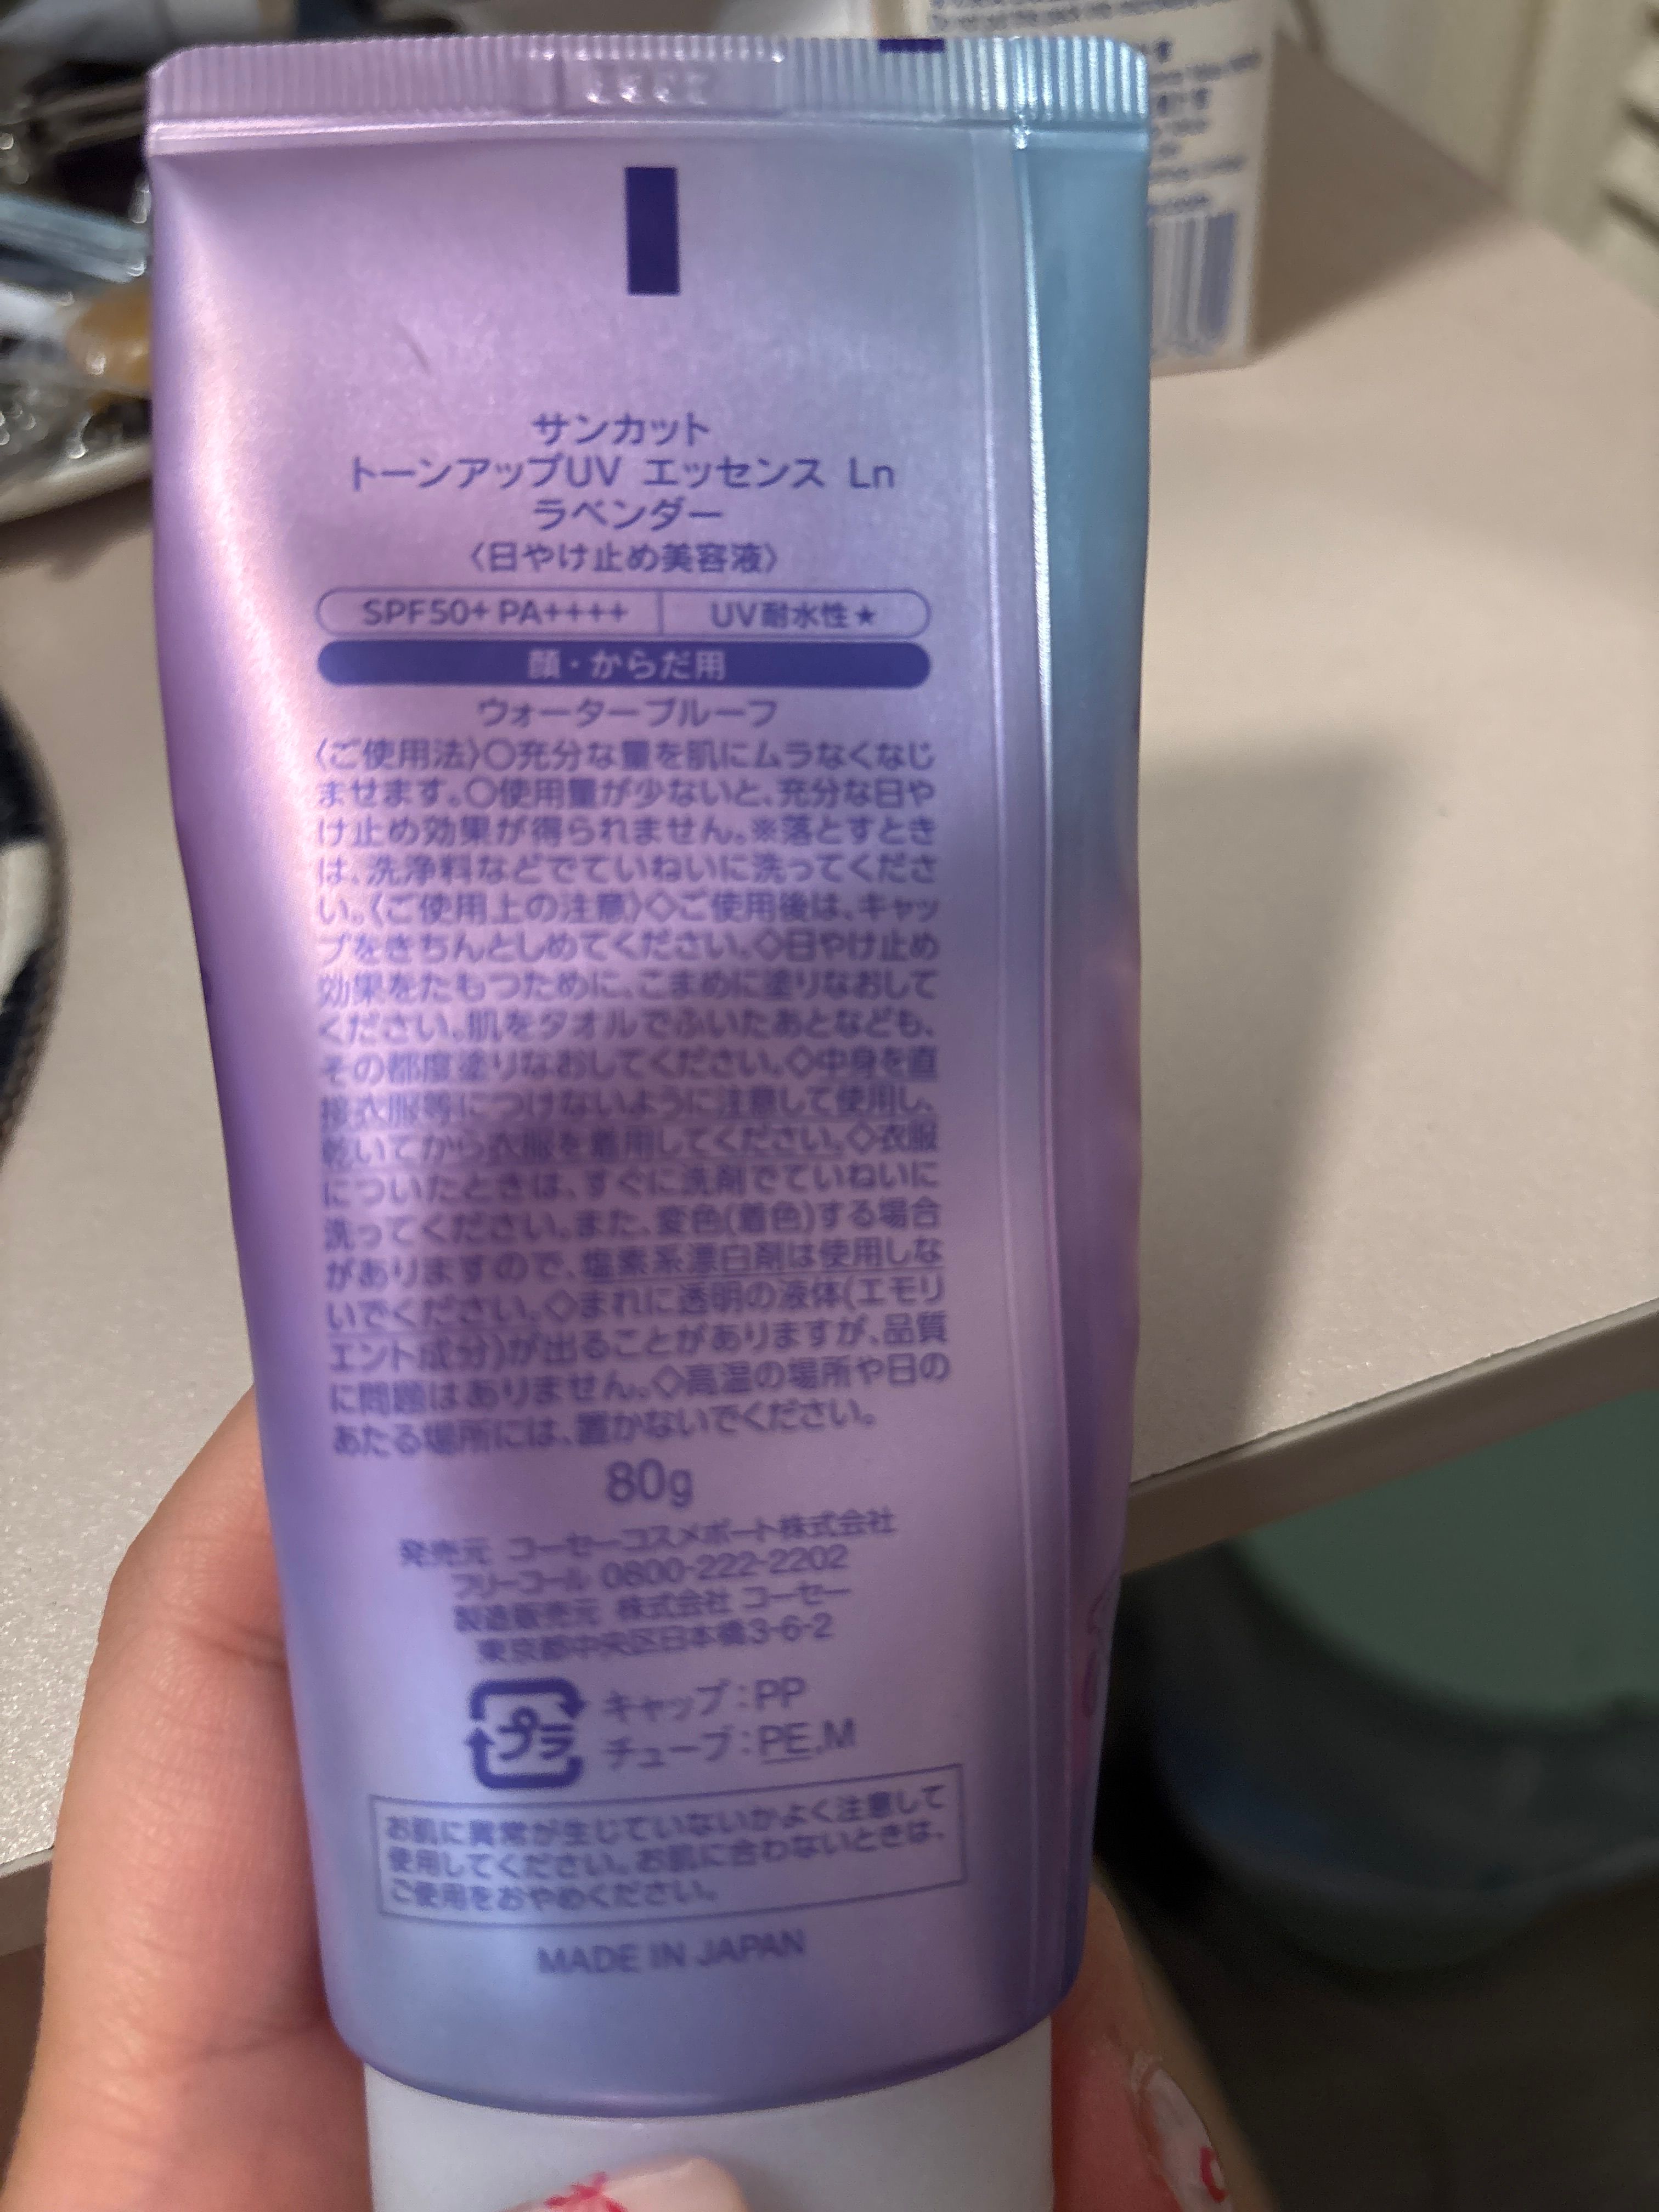 サンカット
トーンアップUV エッセンス Ln
ラベンダー
〈日やけ止め美容液〉
SPF50+ PA++++ UV耐水性★
顔・からだ用
ウォータープルーフ
〈ご使用法〉○充分な量を肌にムラなくなじ
ませます。○使用量が少ないと、充分な日や
け止め効果が得られません。※落とすとき
は、洗浄料などでていねいに洗ってくださ
い。〈ご使用上の注意〉◇ご使用後は、キャッ
プをきちんとしめてください。◇日やけ止め
効果をたもつために、こまめに塗りなおして
ください。肌をタオルでふいたあとなども、
その都度塗りなおしてください。◇中身を直
接衣服等につけないように注意して使用し、
乾いてから衣服を着用してください。◇衣服
についたときは、すぐに洗剤でていねいに
洗ってください。また、変色(着色)する場合
がありますので、塩素系漂白剤は使用しな
いでください。◇まれに透明の液体(エモリ
エント成分)が出ることがありますが、品質
に問題はありません。◇高温の場所や日の
あたる場所には、置かないでください。
80g
発売元 コーセーコスメポート株式会社
フリーコール 0800-222-2202
製造販売元 株式会社 コーセー
東京都中央区日本橋3-6-2
プラ
キャップ：PP
チューブ：PE,M
お肌に異常が生じていないかよく注意して
使用してください。お肌に合わないときは、
ご使用をおやめください。
MADE IN JAPAN